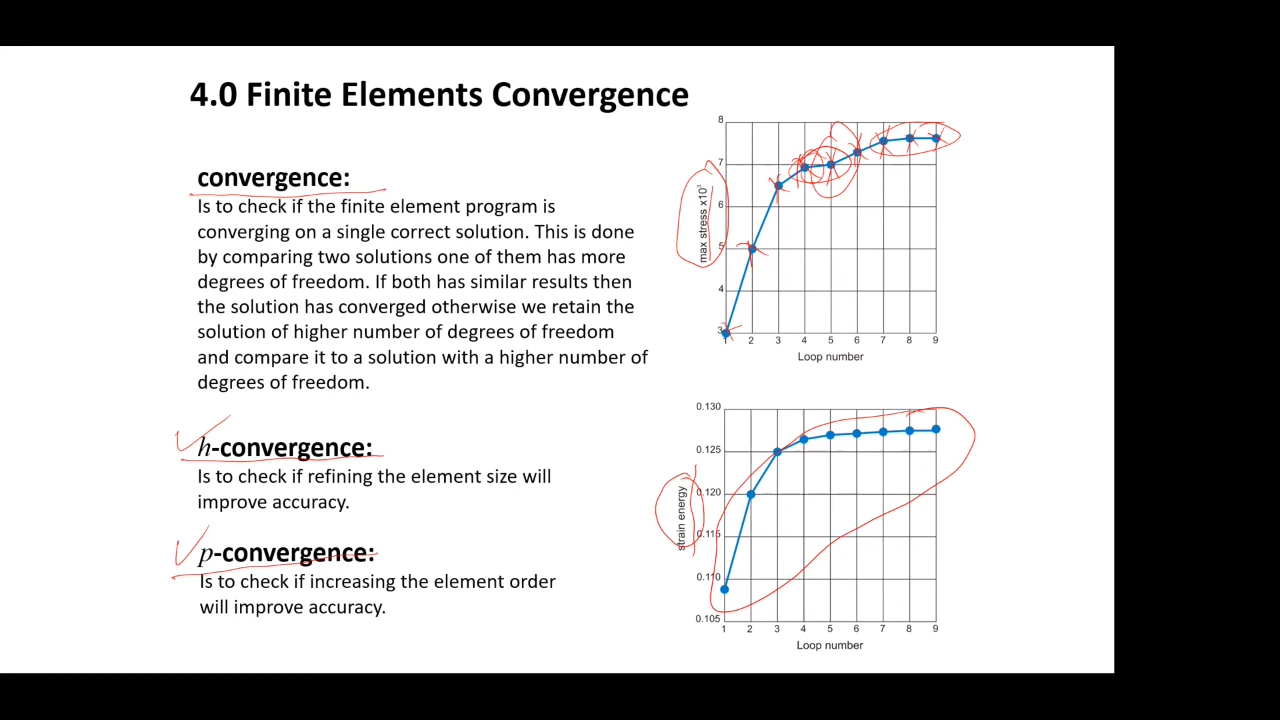 4.0 Finite Elements Convergence
convergence:
Is to check if the finite element program is
converging on a single correct solution. This is done
by comparing two solutions one of them has more
degrees of freedom. If both has similar results then
the solution has converged otherwise we retain the
solution of higher number of degrees of freedom
and compare it to a solution with a higher number of
degrees of freedom.
h-convergence:
Is to check if refining the element size will
improve accuracy.
p-convergence:
Is to check if increasing the element order
will improve accuracy.
max stress x10³
8
7
6
5
4
3
1 2 3 4 5 6 7 8 9
Loop number
strain energy
0.130
0.125
0.120
0.115
0.110
0.105
1 2 3 4 5 6 7 8 9
Loop number